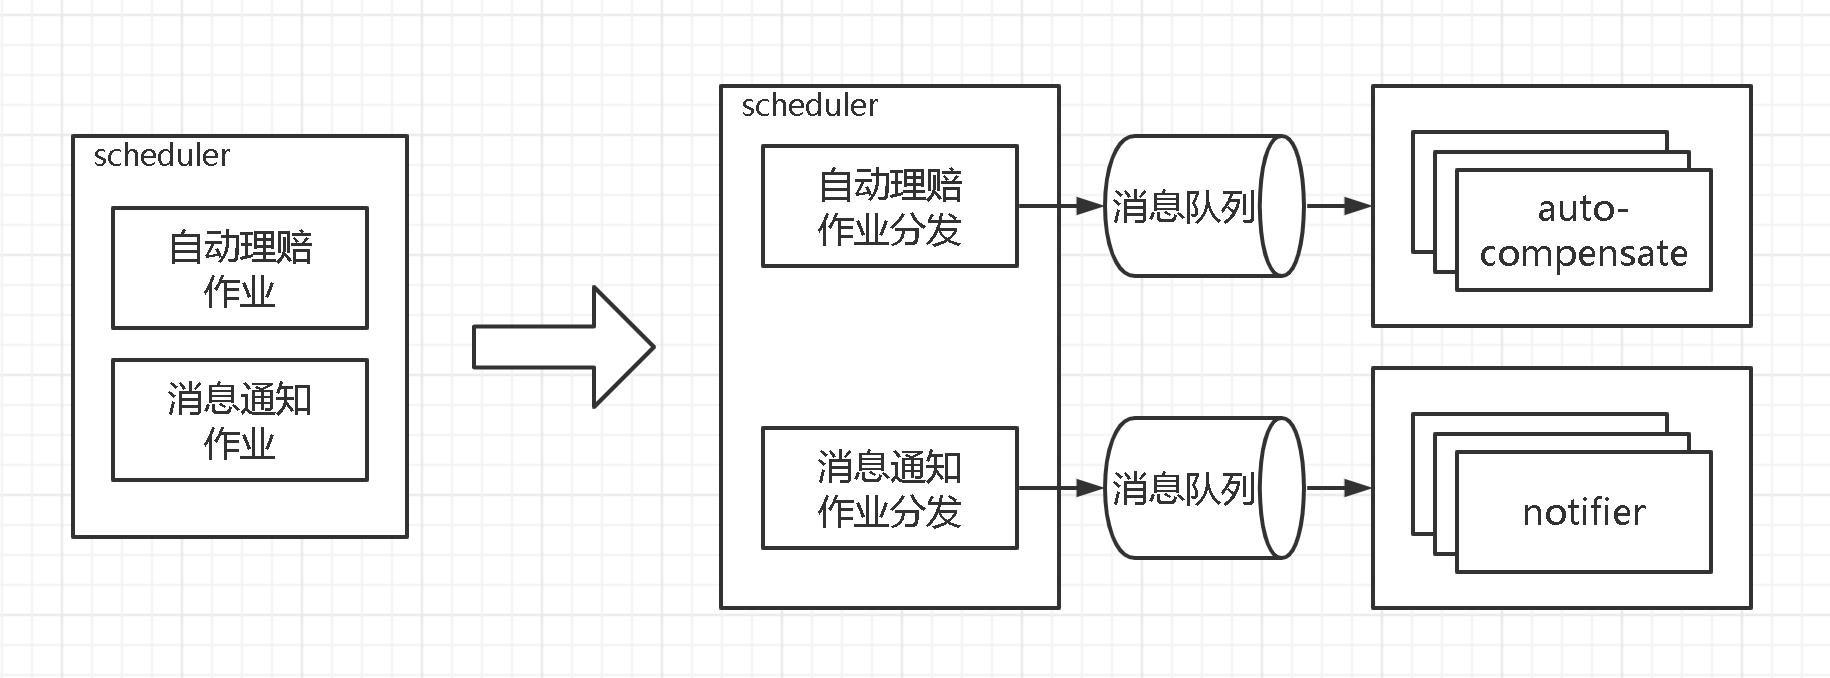 scheduler
自动理赔
作业
消息通知
作业
scheduler
自动理赔
作业分发
消息队列
auto-
compensate
消息通知
作业分发
消息队列
notifier